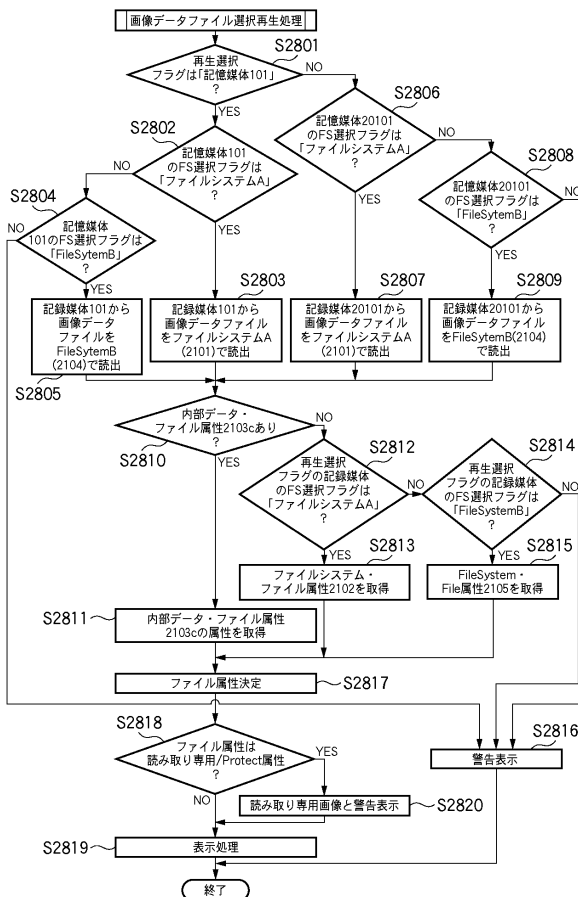 画像データファイル選択再生処理
S2801
再生選択
フラグは「記憶媒体101」
?
NO
YES
S2806
記憶媒体20101
のFS選択フラグは
「ファイルシステムA」
?
NO
YES
S2802
記憶媒体101
のFS選択フラグは
「ファイルシステムA」
?
NO
YES
S2808
記憶媒体20101
のFS選択フラグは
「FileSytemB」
?
NO
YES
S2804
記憶媒体
101のFS選択フラグは
「FileSytemB」
?
NO
YES
S2803
記録媒体101から
画像データファイル
をファイルシステムA
(2101)で読出
S2807
記録媒体20101から
画像データファイル
をファイルシステムA
(2101)で読出
S2809
記録媒体20101から
画像データファイル
をFileSytemB(2104)
で読出
記録媒体101から
画像データ
ファイルを
FileSytemB
(2104)で読出
S2805
内部データ・
ファイル属性2103cあり
?
NO
YES
S2810
S2812
再生選択
フラグの記録媒体
のFS選択フラグは
「ファイルシステムA」
?
NO
YES
S2814
再生選択
フラグの記録媒体
のFS選択フラグは
「FileSystemB」
?
NO
YES
S2813
ファイルシステム・
ファイル属性2102を取得
S2815
FileSystem・
File属性2105を取得
S2811
内部データ・ファイル属性
2103cの属性を取得
ファイル属性決定
S2817
S2818
ファイル属性は
読み取り専用/Protect属性
?
YES
NO
S2816
警告表示
読み取り専用画像と警告表示
S2820
S2819
表示処理
終了